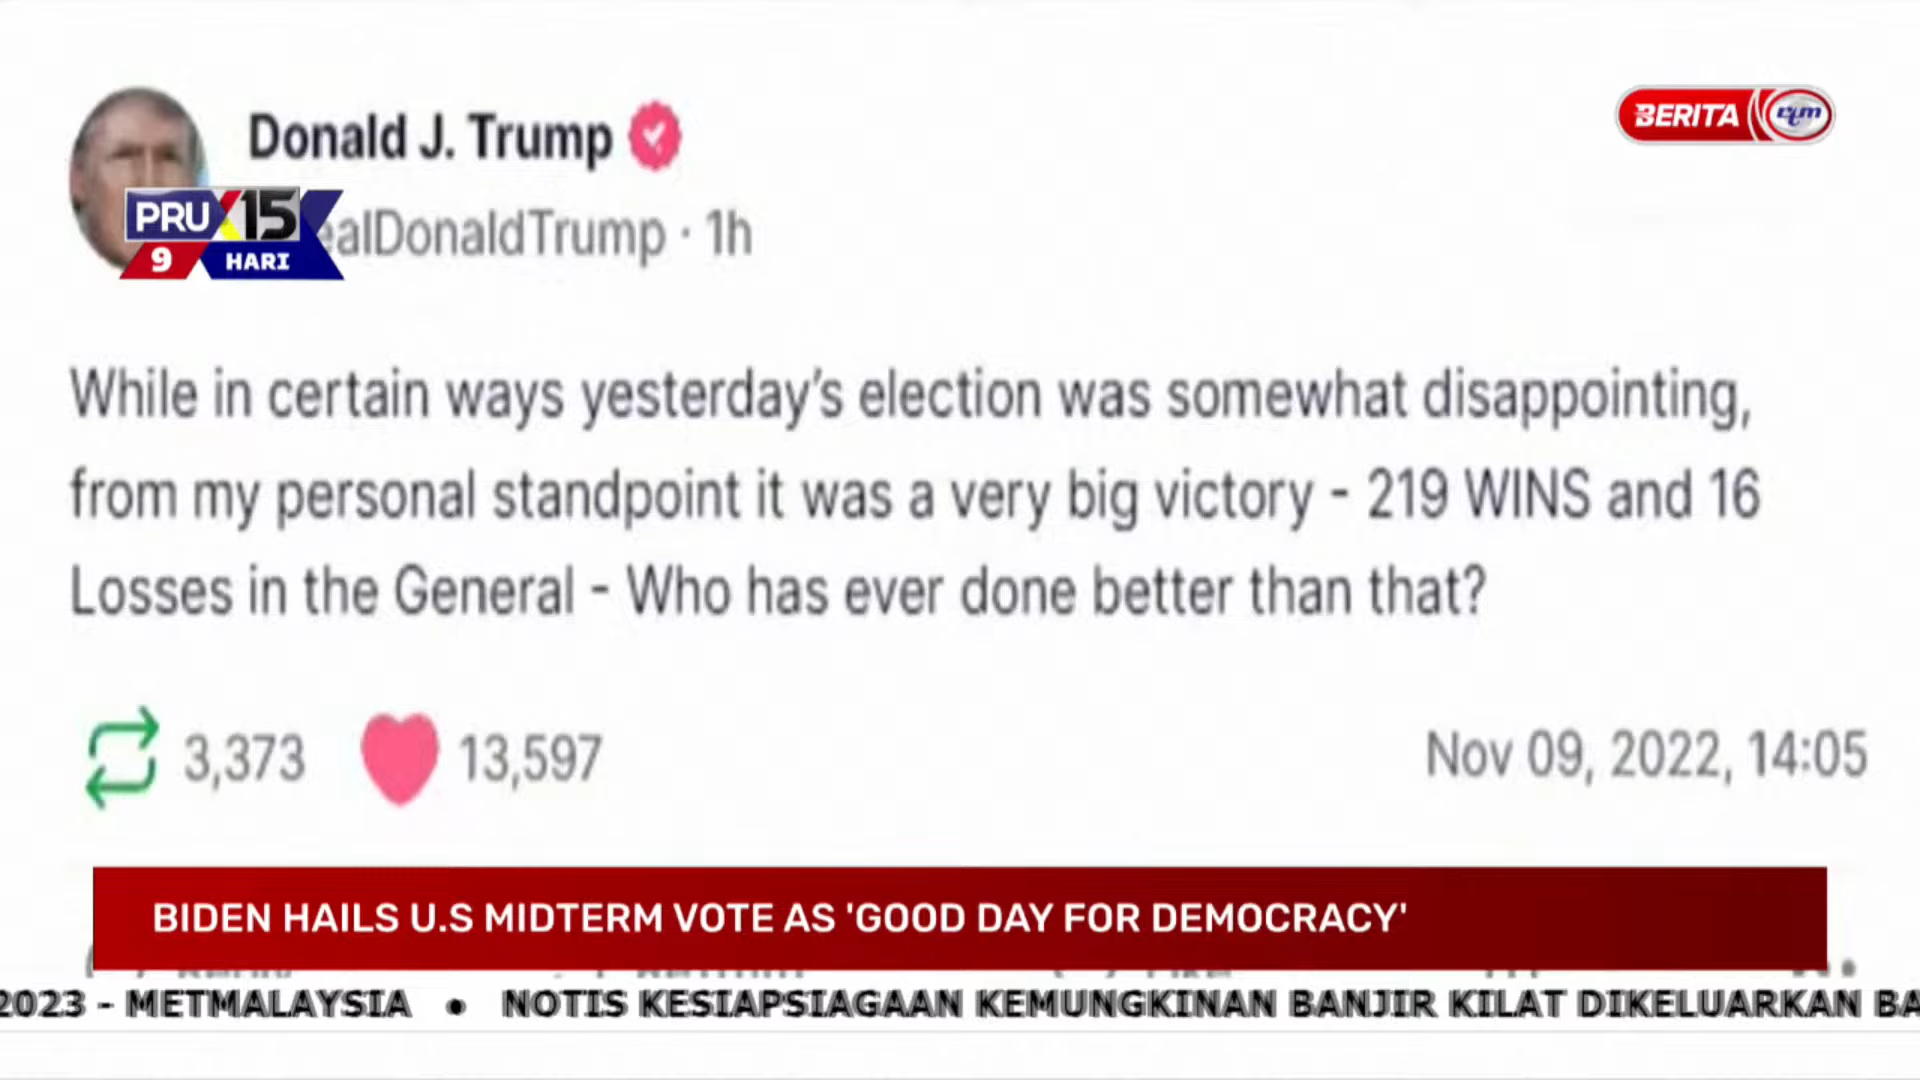 Donald J. Trump
BERITA rtm
PRU 15
ealDonaldTrump · 1h
9 HARI
While in certain ways yesterday's election was somewhat disappointing,
from my personal standpoint it was a very big victory - 219 WINS and 16
Losses in the General - Who has ever done better than that?
3,373 13,597 Nov 09, 2022, 14:05
BIDEN HAILS U.S MIDTERM VOTE AS 'GOOD DAY FOR DEMOCRACY'
2023 - METMALAYSIA • NOTIS KESIAPSIAGAAN KEMUNGKINAN BANJIR KILAT DIKELUARKAN BA